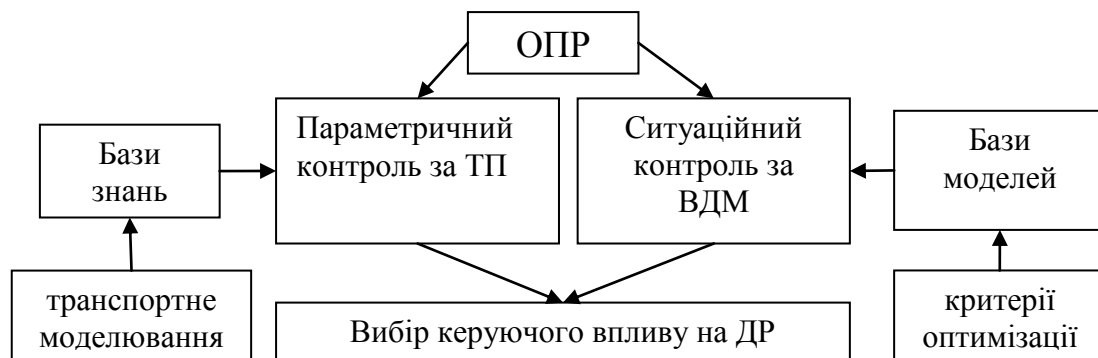 ОПР
Параметричний
контроль за ТП
Ситуаційний
контроль за
ВДМ
Бази
знань
Бази
моделей
транспортне
моделювання
Вибір керуючого впливу на ДР
критерії
оптимізації